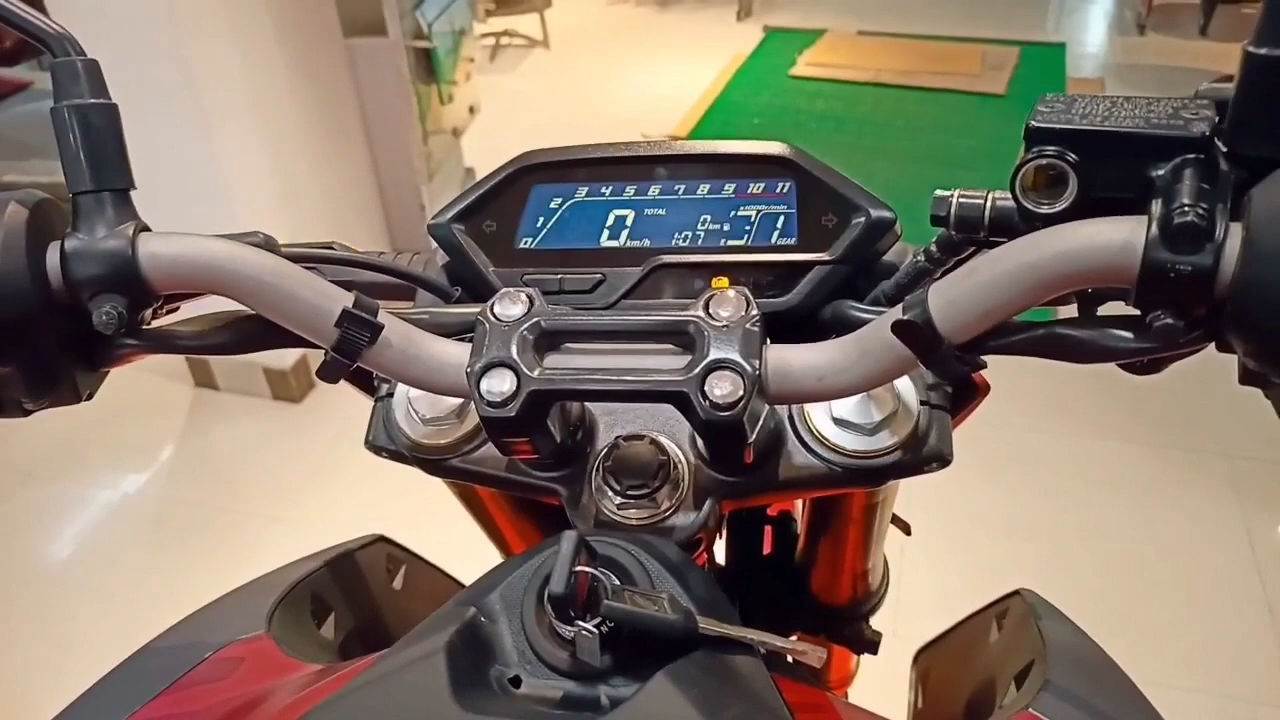 3 4 5 6 7 8 9 10 11
2
x1000r/min
1
TOTAL
0 km
F
0 km/h
1:07
1
0
E
GEAR